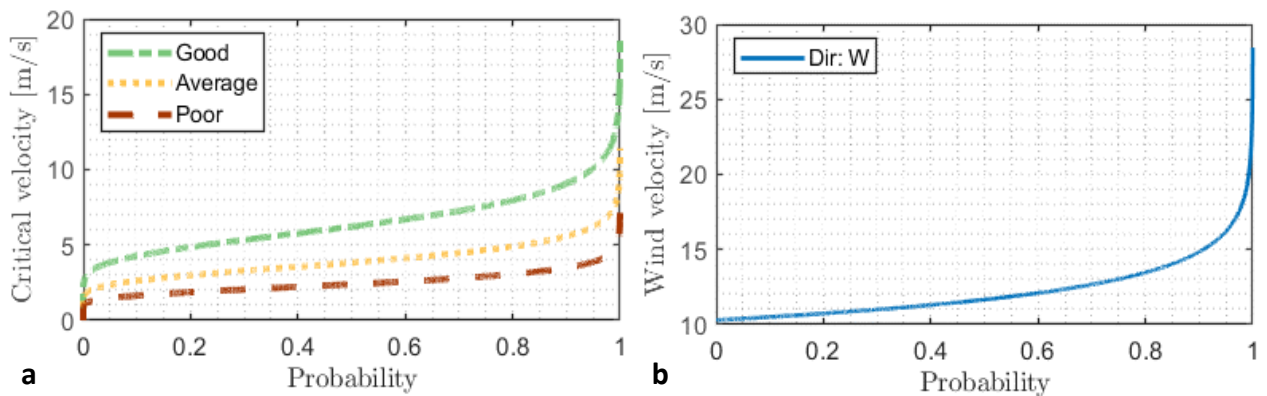 Critical velocity [m/s]
20
15
10
5
0
Good
Average
Poor
0
0.2
0.4
0.6
0.8
1
Probability
a
Wind velocity [m/s]
30
25
20
15
10
Dir: W
0
0.2
0.4
0.6
0.8
1
Probability
b